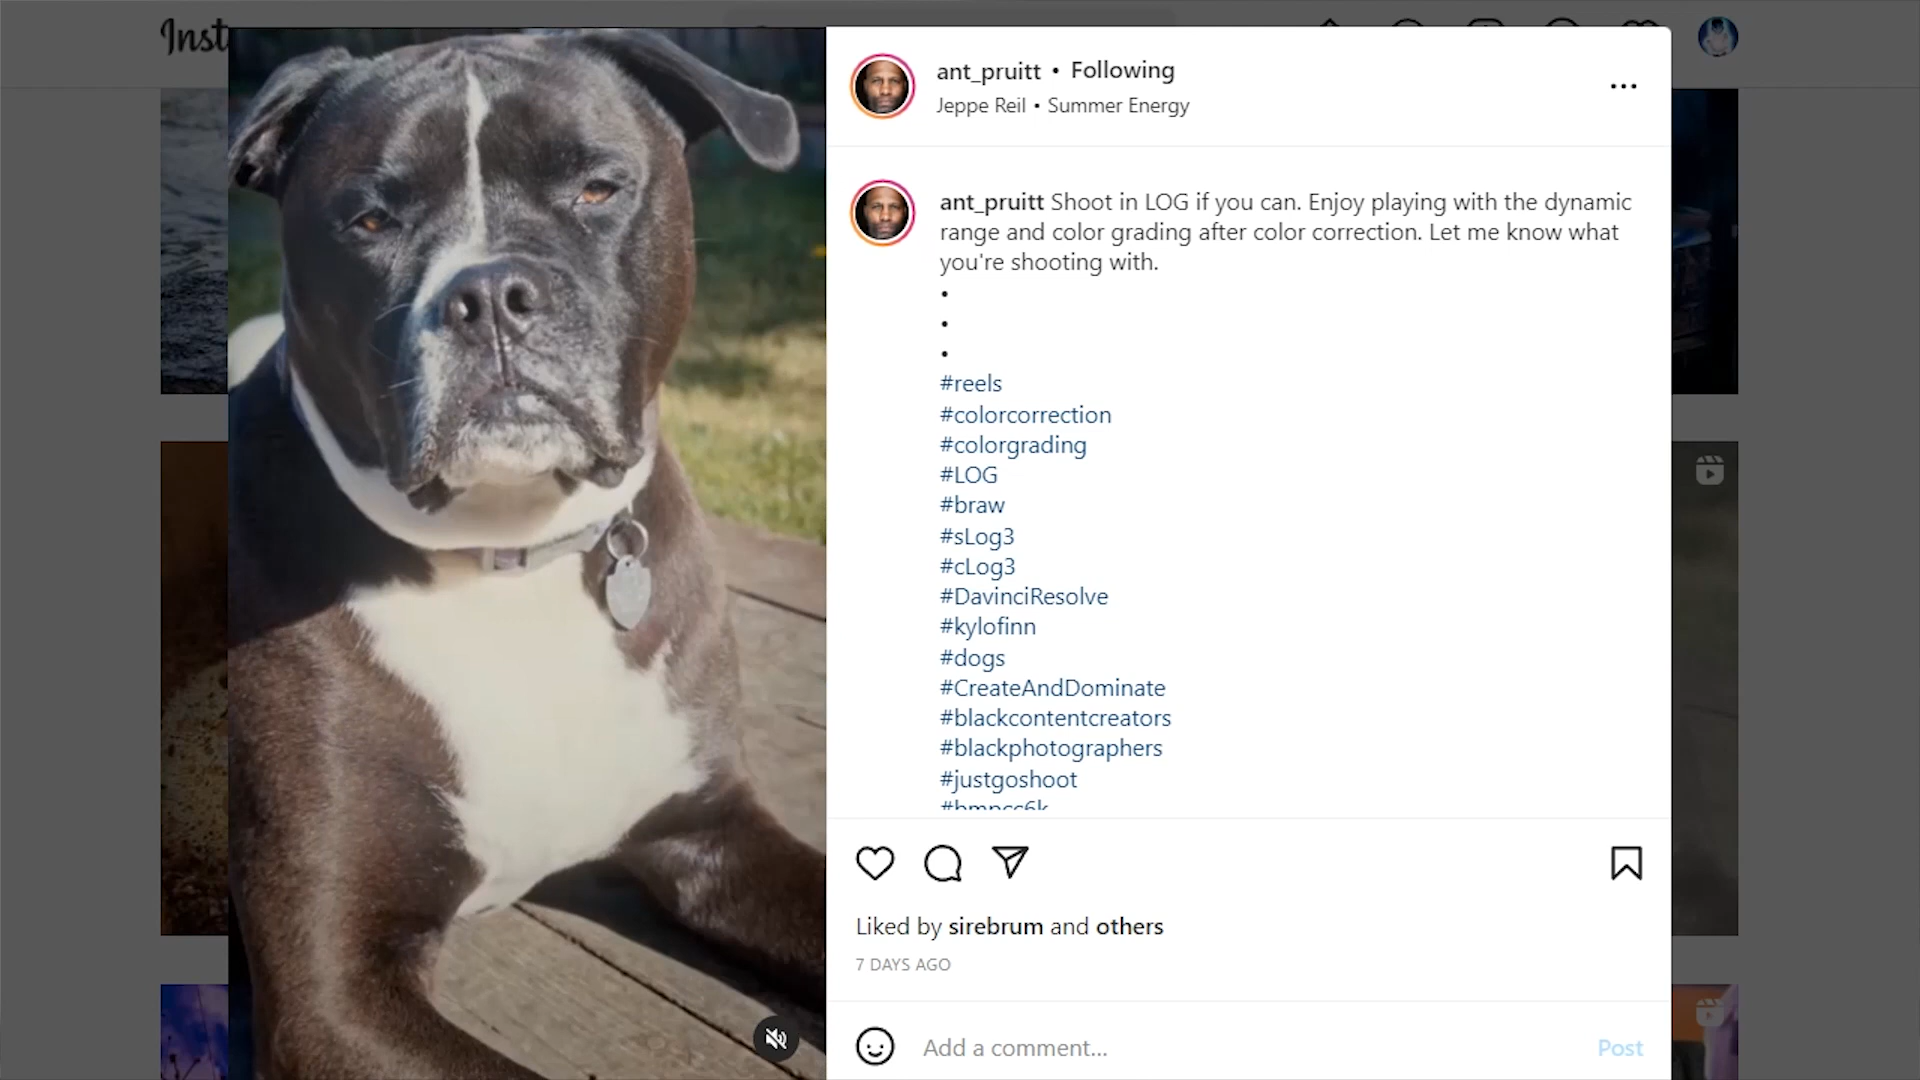 Inst
ant_pruitt • Following
Jeppe Reil • Summer Energy
ant_pruitt Shoot in LOG if you can. Enjoy playing with the dynamic
range and color grading after color correction. Let me know what
you're shooting with.
•
•
•
#reels
#colorcorrection
#colorgrading
#LOG
#braw
#sLog3
#cLog3
#DavinciResolve
#kylofinn
#dogs
#CreateAndDominate
#blackcontentcreators
#blackphotographers
#justgoshoot
#bmpcc6k
Liked by sirebrum and others
7 DAYS AGO
Add a comment...
Post